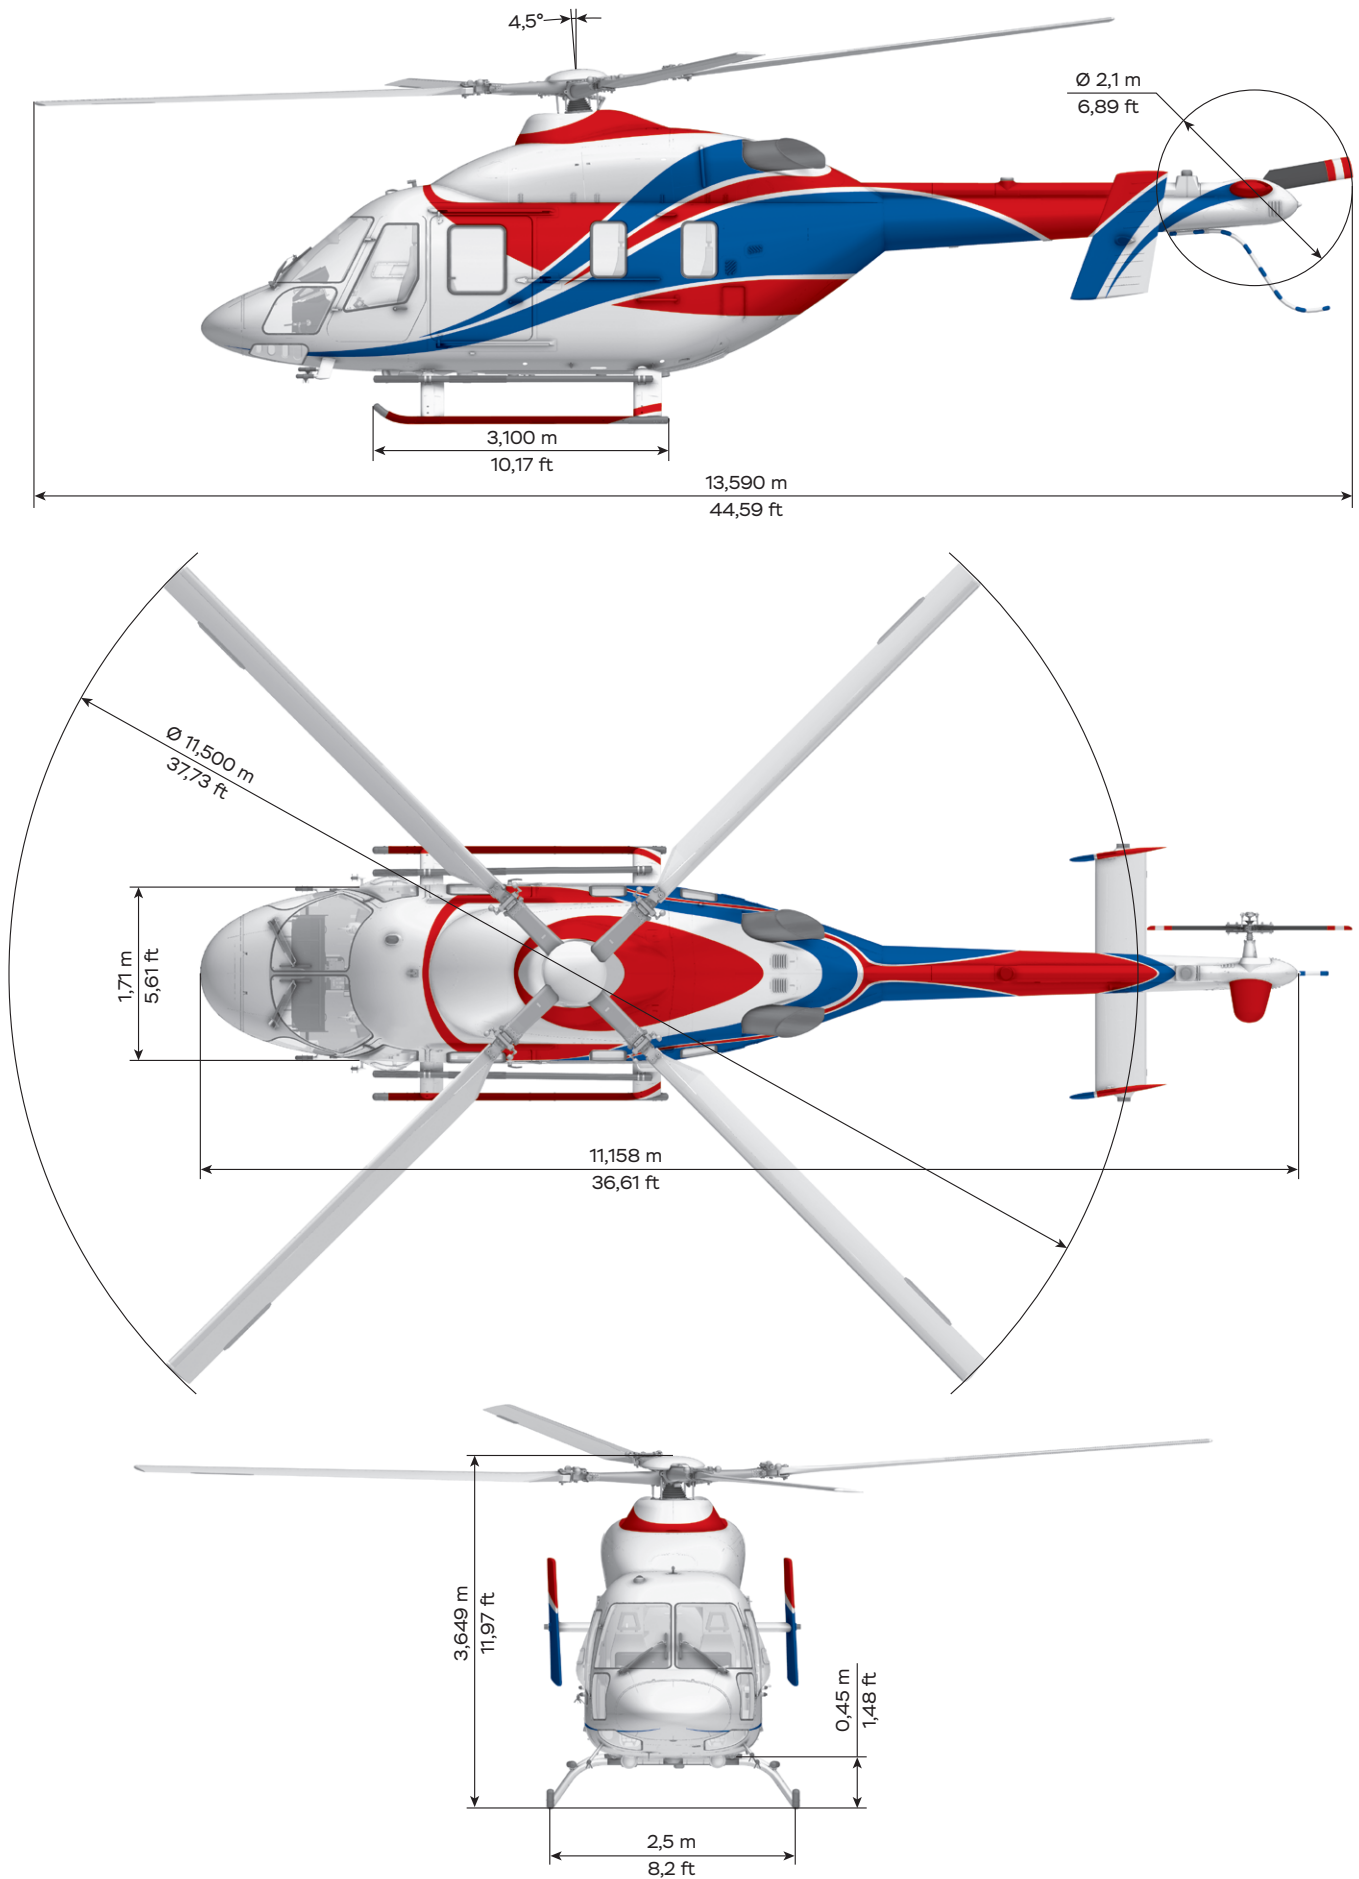 4,5°
Ø 2,1 m
6,89 ft
3,100 m
10,17 ft
13,590 m
44,59 ft
Ø 11,500 m
37,73 ft
1,71 m
5,61 ft
11,158 m
36,61 ft
3,649 m
11,97 ft
0,45 m
1,48 ft
2,5 m
8,2 ft